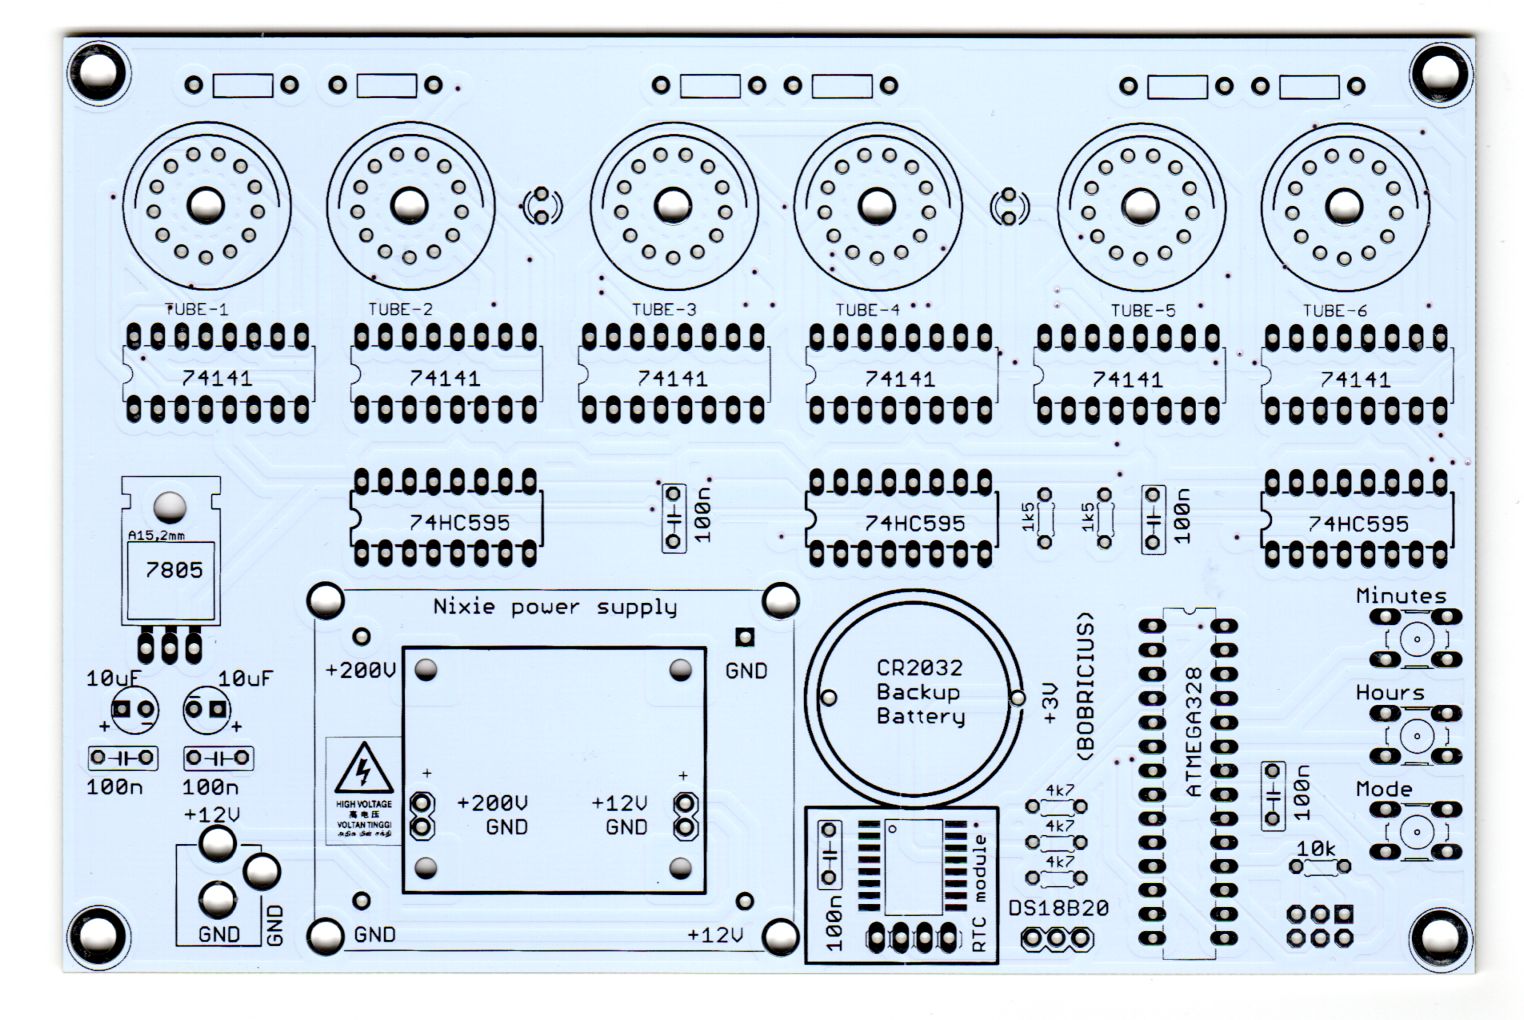 TUBE-1
TUBE-2
TUBE-3
TUBE-4
TUBE-5
TUBE-6
74141
74141
74141
74141
74141
74141
74HC595
100n
74HC595
1k5
1k5
100n
74HC595
A15,2mm
7805
10uF
10uF
+
-
-
+
100n
100n
+12V
GND
GND
Nixie power supply
+200V
GND
HIGH VOLTAGE
高电压
VOLTAN TINGGI
+
+
+200V
GND
+12V
GND
GND
+12V
CR2032
Backup
Battery
+3V
(BOBRICIUS)
100n
RTC module
4k7
4k7
4k7
DS18B20
ATMEGA328
100n
10k
Minutes
Hours
Mode